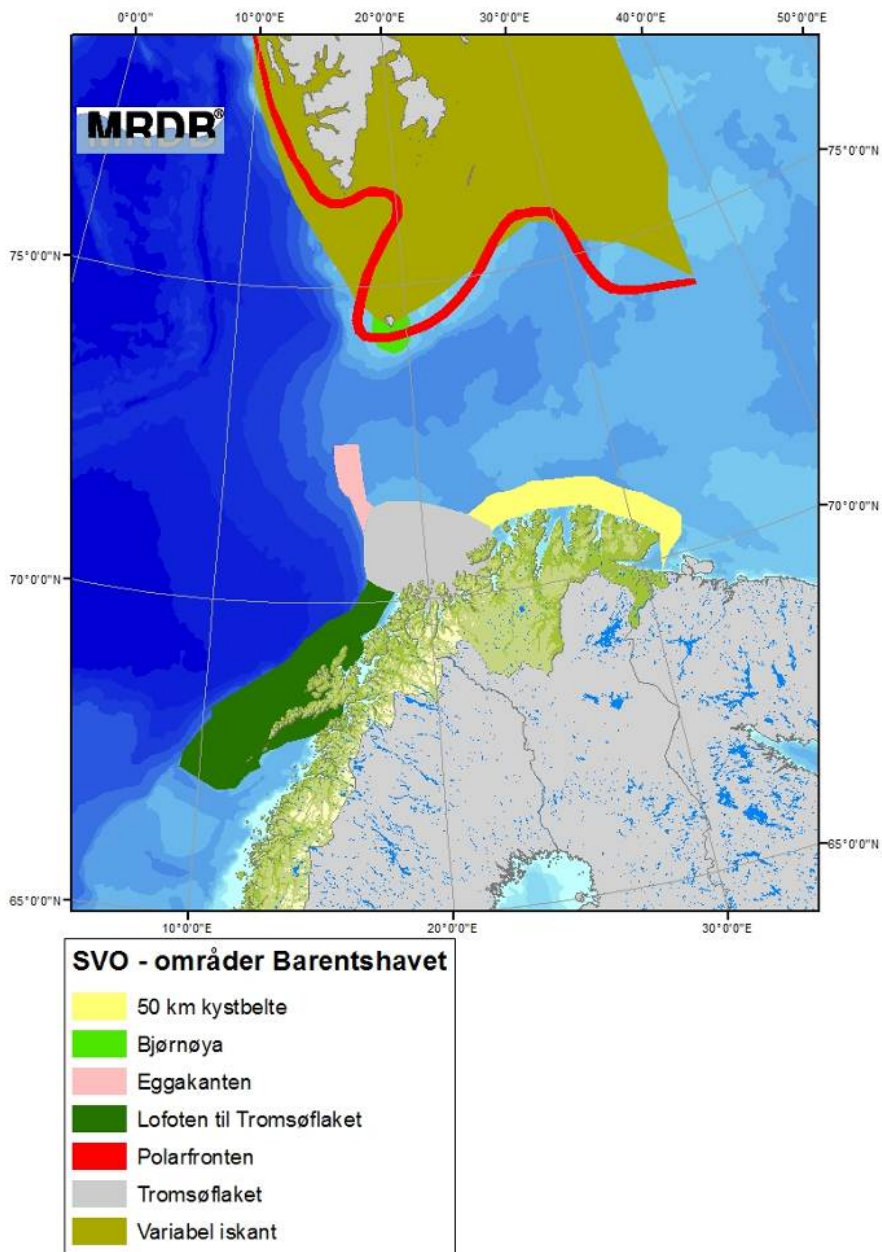 0°0'0"E 10°0'0"E 20°0'0"E 30°0'0"E 40°0'0"E 50°0'0"E
MRDB®
75°0'0"N
75°0'0"N
70°0'0"N
70°0'0"N
65°0'0"N
65°0'0"N
10°0'0"E 20°0'0"E 30°0'0"E
SVO - områder Barentshavet
50 km kystbelte
Bjørnøya
Eggakanten
Lofoten til Tromsøflaket
Polarfronten
Tromsøflaket
Variabel iskant